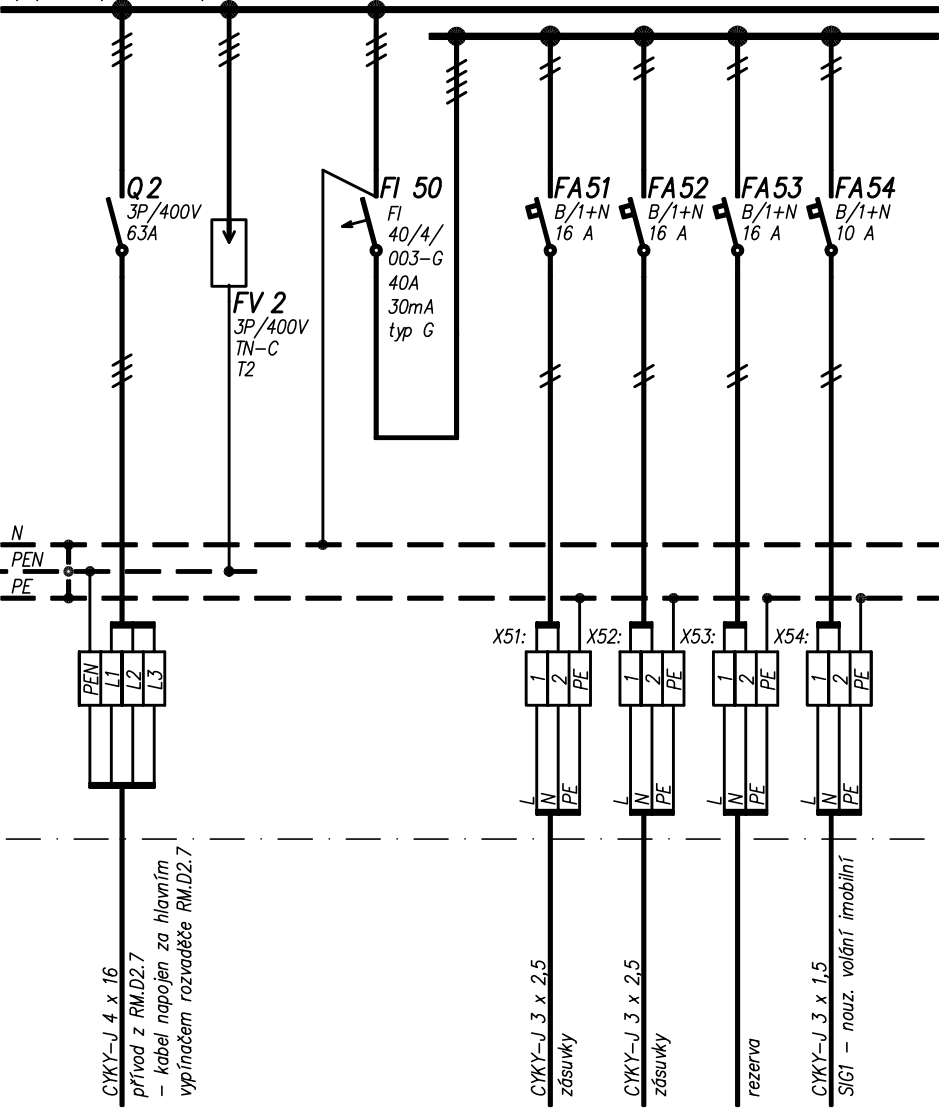 Q2
3P/400V
63A
FV 2
3P/400V
TN-C
T2
FI 50
FI
40/4/
003-G
40A
30mA
typ G
FA51
B/1+N
16 A
FA52
B/1+N
16 A
FA53
B/1+N
16 A
FA54
B/1+N
10 A
N
PEN
PE
PEN
L1
L2
L3
X51:
1
2
PE
X52:
1
2
PE
X53:
1
2
PE
X54:
1
2
PE
L
N
PE
L
N
PE
L
N
PE
L
N
PE
CYKY-J 4 x 16
přívod z RM.D2.7
- kabel napojen za hlavním
vypínačem rozvaděče RM.D2.7
CYKY-J 3 x 2,5
zásuvky
CYKY-J 3 x 2,5
zásuvky
rezerva
CYKY-J 3 x 1,5
SIG1 - nouz. volání imobilní